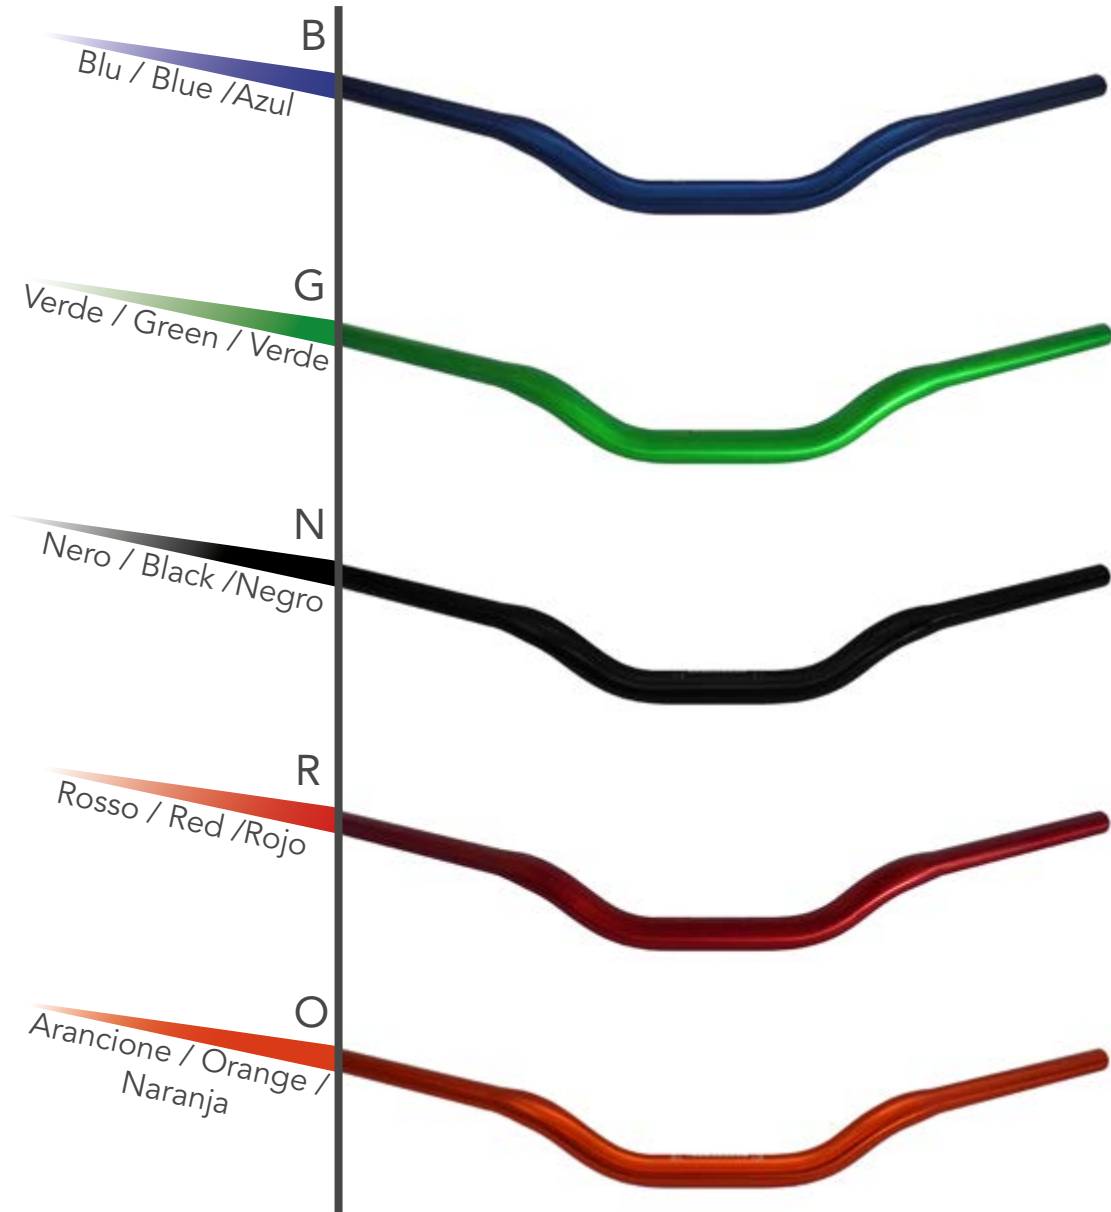 B
Blu / Blue /Azul
G
Verde / Green / Verde
N
Nero / Black /Negro
R
Rosso / Red /Rojo
O
Arancione / Orange /
Naranja